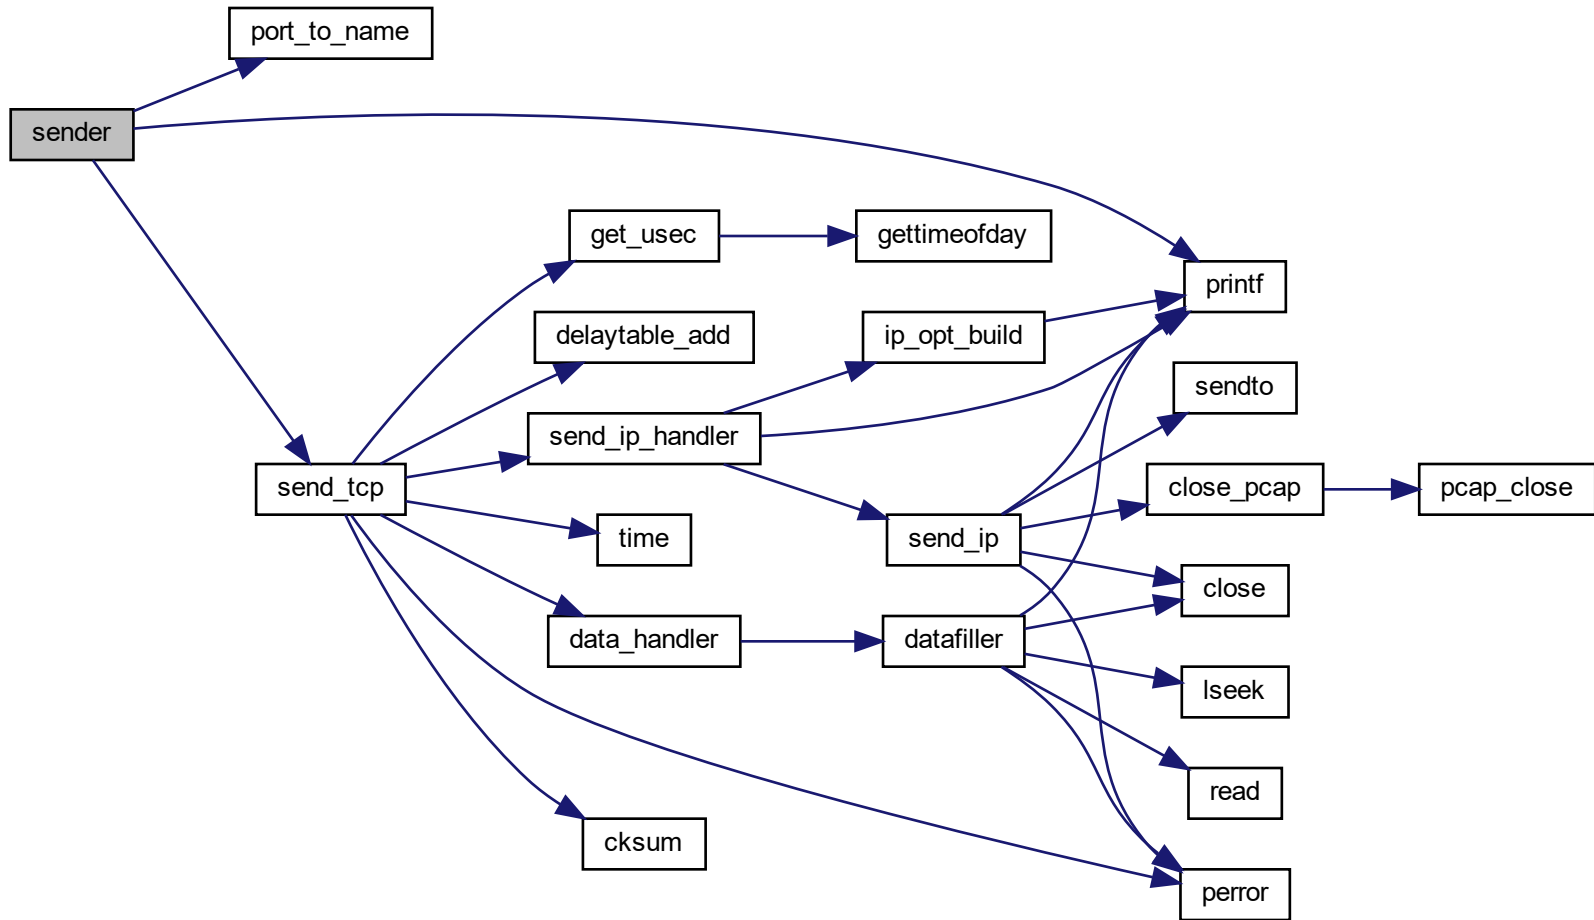 port_to_name
sender
get_usec
gettimeofday
printf
delaytable_add
ip_opt_build
sendto
send_ip_handler
send_tcp
close_pcap
pcap_close
time
send_ip
close
data_handler
datafiller
lseek
read
cksum
perror